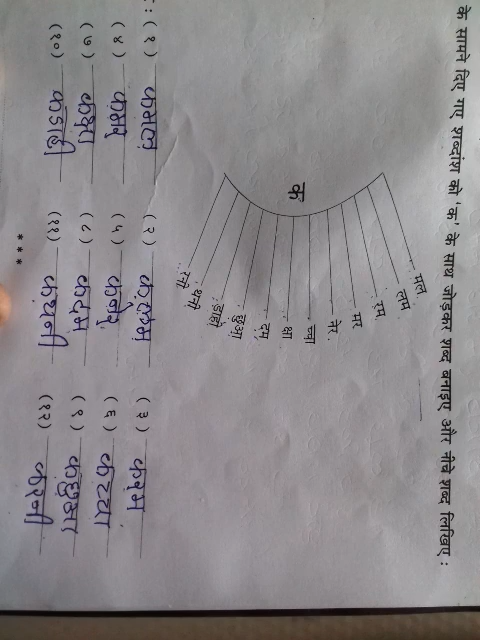 के सामने दिए गए शब्दांश को 'क' के साथ जोड़कर शब्द बनाइए और नीचे शब्द लिखिए :
क
मल
लम
रम
मर
नेर
च्चा
था
दम
छुआ
ड़ाही
थनी
रनी
: (१) कमल (२) कलम (३) करम
(४) कमर (५) कनेर (६) कच्चा
(७) कथा (८) कदम (९) कछुआ
(१०) कड़ाही (११) कथनी (१२) करनी
***